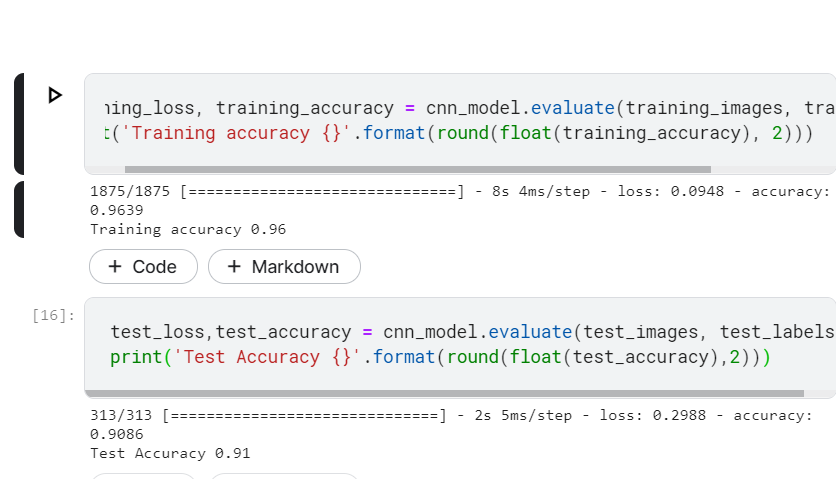 ning_loss, training_accuracy = cnn_model.evaluate(training_images, tra
t('Training accuracy {}'.format(round(float(training_accuracy), 2)))
1875/1875 [==============================] - 8s 4ms/step - loss: 0.0948 - accuracy:
0.9639
Training accuracy 0.96
+ Code + Markdown
[16]:
test_loss,test_accuracy = cnn_model.evaluate(test_images, test_labels
print('Test Accuracy {}'.format(round(float(test_accuracy),2)))
313/313 [==============================] - 2s 5ms/step - loss: 0.2988 - accuracy:
0.9086
Test Accuracy 0.91